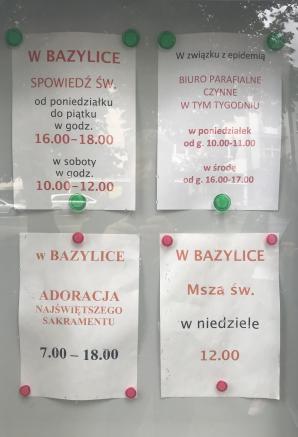 W BAZYLICE
SPOWIEDŹ ŚW.
od poniedziałku
do piątku
w godz.
16.00-18.00
w soboty
w godz.
10.00-12.00
W związku z epidemią
BIURO PARAFIALNE
CZYNNE
W TYM TYGODNIU
w poniedziałek
od g. 10.00-11.00
w środę
od g. 16.00-17.00
w BAZYLICE
ADORACJA
NAJŚWIĘTSZEGO
SAKRAMENTU
7.00 - 18.00
W BAZYLICE
Msza św.
w niedziele
12.00